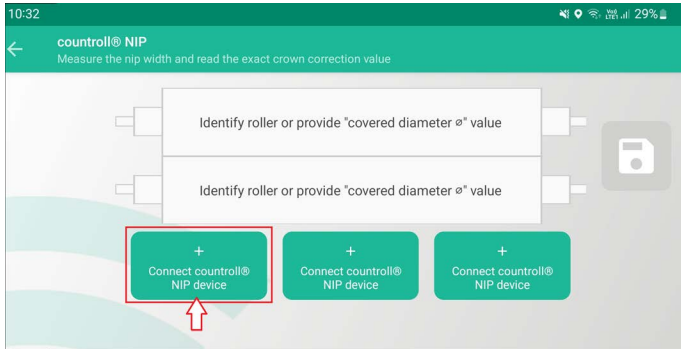 10:32
Vo9 LTE1 29%
countroll® NIP
Measure the nip width and read the exact crown correction value
Identify roller or provide "covered diameter ⌀" value
Identify roller or provide "covered diameter ⌀" value
+
Connect countroll®
NIP device
+
Connect countroll®
NIP device
+
Connect countroll®
NIP device